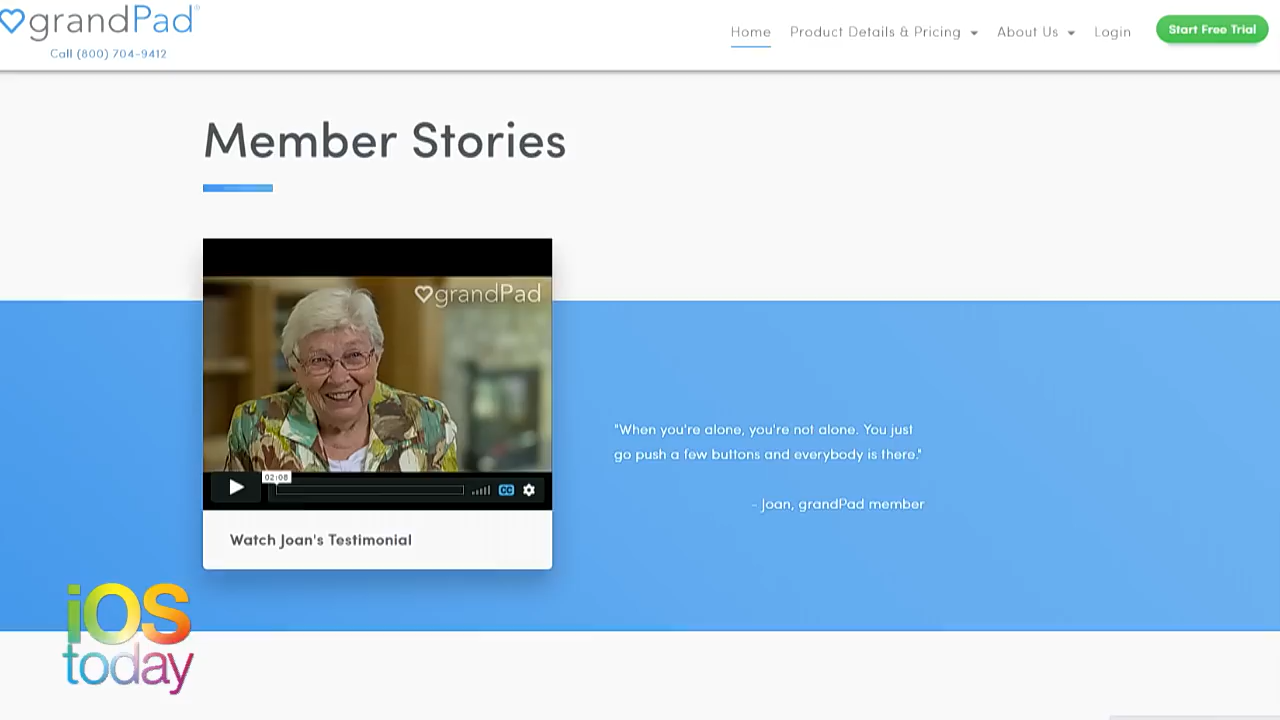 grandPad
Call (800) 704-9412
Home
Product Details & Pricing
About Us
Login
Start Free Trial
Member Stories
grandPad
02:08
CC
Watch Joan's Testimonial
"When you're alone, you're not alone. You just
go push a few buttons and everybody is there."
- Joan, grandPad member
iOS
today